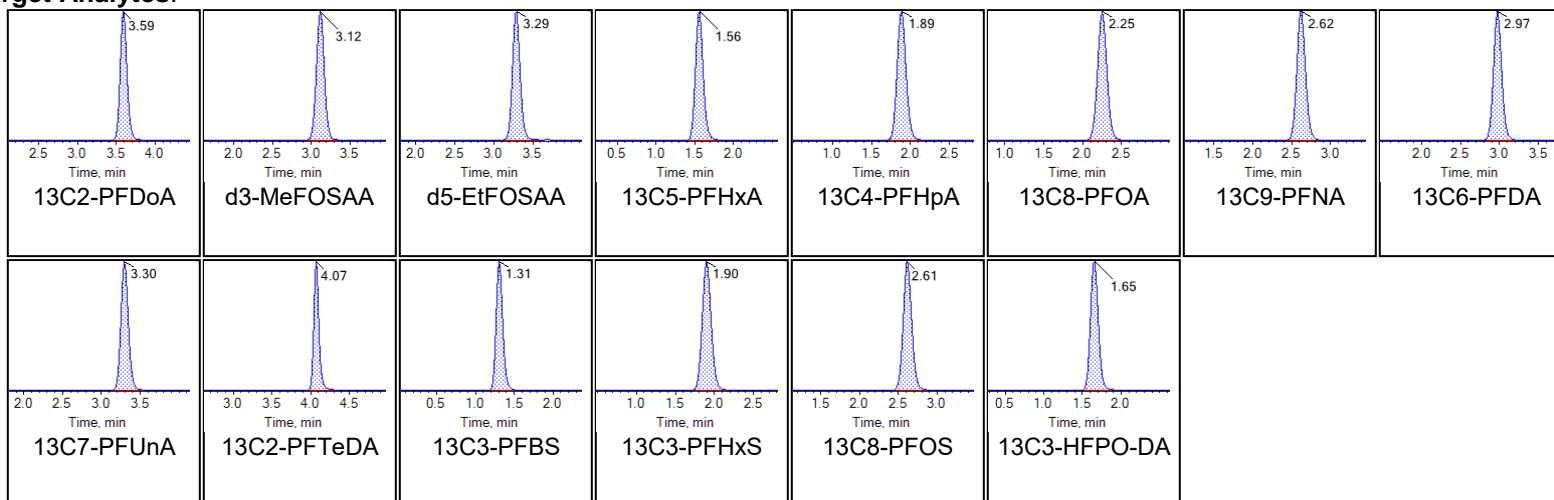 rget Analytes:
3.59 3.12 3.29 1.56 1.89 2.25 2.62 2.97
2.5 3.0 3.5 4.0 2.0 2.5 3.0 3.5 2.0 2.5 3.0 3.5 0.5 1.0 1.5 2.0 1.0 1.5 2.0 2.5 1.0 1.5 2.0 2.5 1.5 2.0 2.5 3.0 2.0 2.5 3.0 3.5
Time, min Time, min Time, min Time, min Time, min Time, min Time, min Time, min
13C2-PFDoA d3-MeFOSAA d5-EtFOSAA 13C5-PFHxA 13C4-PFHpA 13C8-PFOA 13C9-PFNA 13C6-PFDA
3.30 4.07 1.31 1.90 2.61 1.65
2.0 2.5 3.0 3.5 3.0 3.5 4.0 4.5 0.5 1.0 1.5 2.0 1.0 1.5 2.0 2.5 1.5 2.0 2.5 3.0 0.5 1.0 1.5 2.0
Time, min Time, min Time, min Time, min Time, min Time, min
13C7-PFUnA 13C2-PFTeDA 13C3-PFBS 13C3-PFHxS 13C8-PFOS 13C3-HFPO-DA